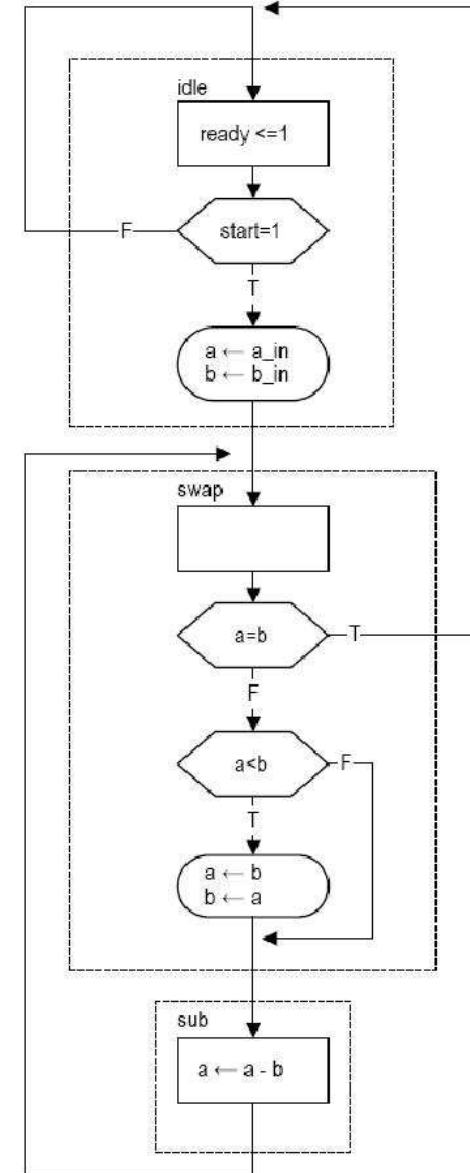 idle
ready <=1
start=1
F
T
a ← a_in
b ← b_in
swap
a=b
T
F
a<b
F
T
a ← b
b ← a
sub
a ← a - b